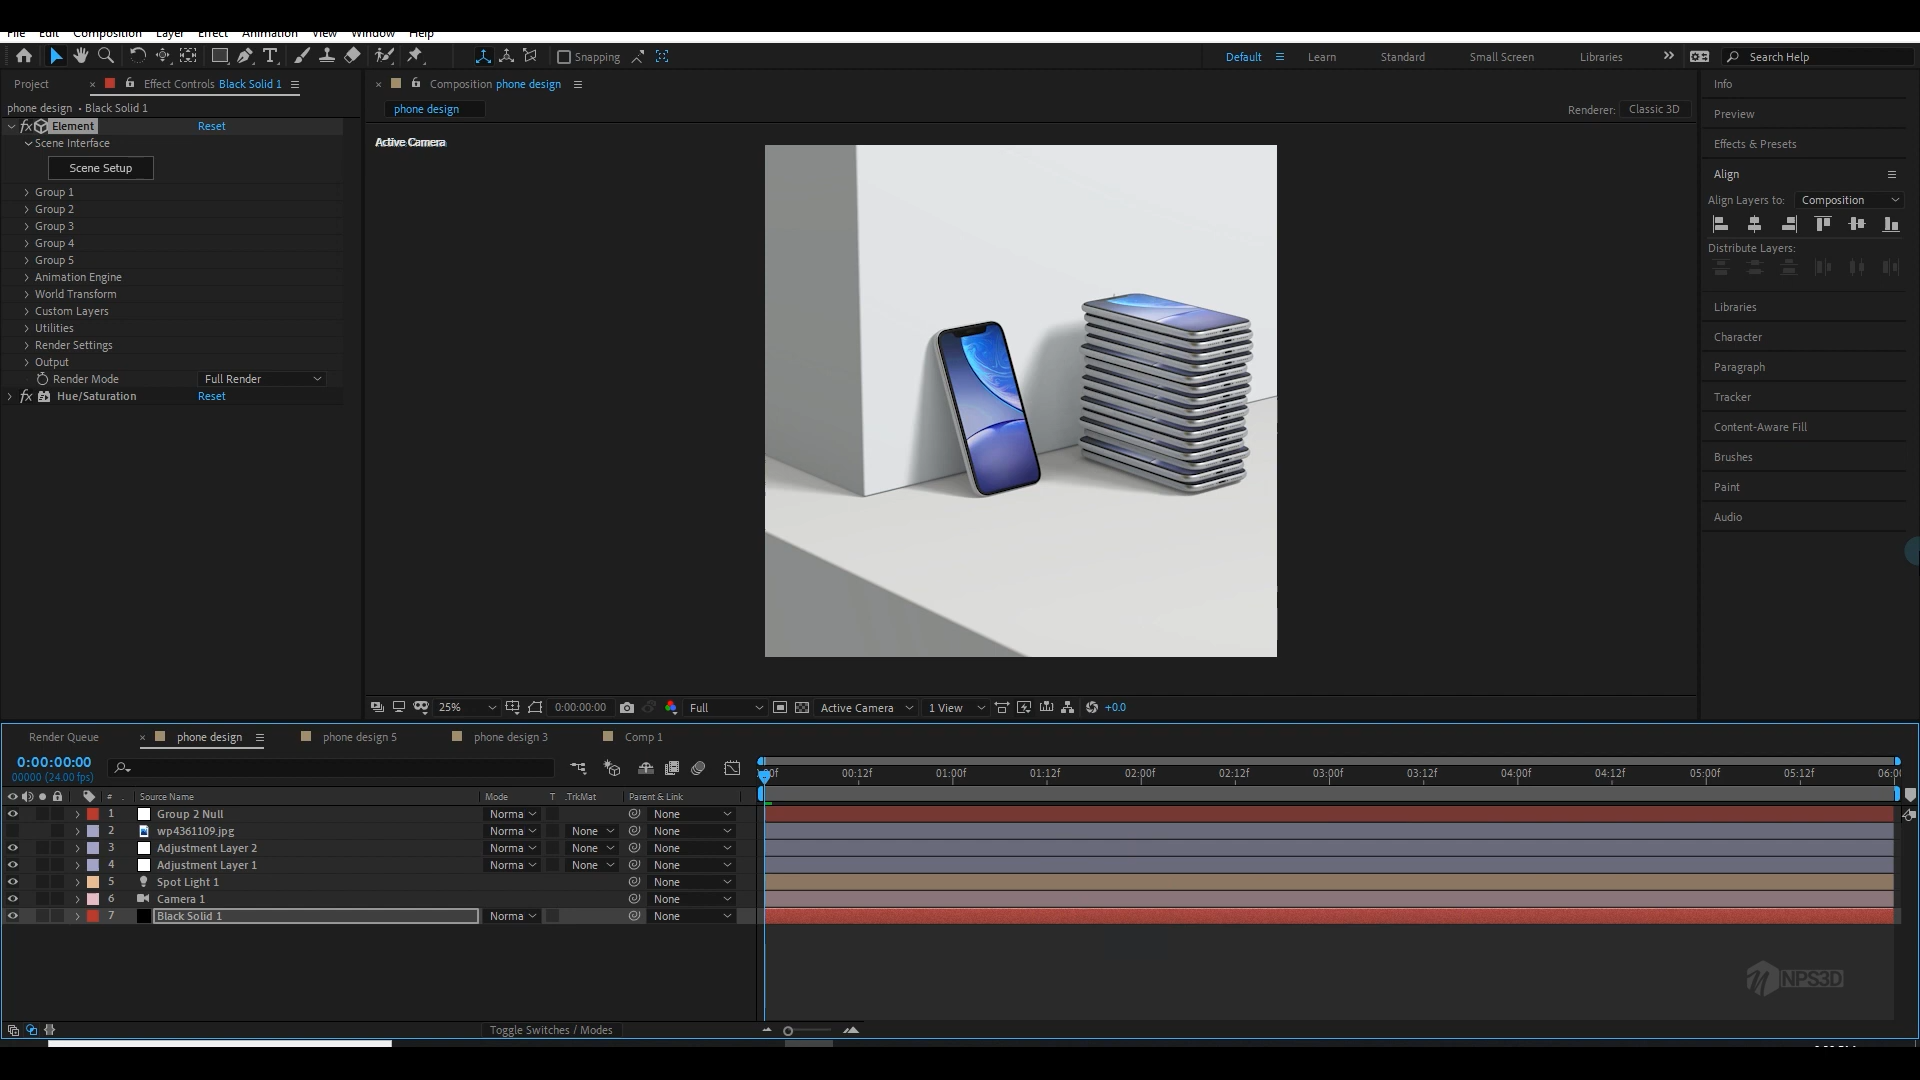 File Edit Composition Layer Effect Animation View Window Help
Snapping
Default Learn Standard Small Screen Libraries Search Help
Project Effect Controls Black Solid 1
Composition phone design
phone design • Black Solid 1
phone design
Renderer: Classic 3D
Element Reset
Scene Interface
Scene Setup
Group 1
Group 2
Group 3
Group 4
Group 5
Animation Engine
World Transform
Custom Layers
Utilities
Render Settings
Output
Render Mode Full Render
Hue/Saturation Reset
Active Camera
Info
Preview
Effects & Presets
Align
Align Layers to: Composition
Distribute Layers:
Libraries
Character
Paragraph
Tracker
Content-Aware Fill
Brushes
Paint
Audio
25% 0:00:00:00 Full Active Camera 1 View +0.0
Render Queue phone design phone design 5 phone design 3 Comp 1
0:00:00:00
00000 (24.00 fps)
00f 00:12f 01:00f 01:12f 02:00f 02:12f 03:00f 03:12f 04:00f 04:12f 05:00f 05:12f 06:00
# Source Name Mode T .TrkMat Parent & Link
1 Group 2 Null Norma None
2 wp4361109.jpg Norma None None
3 Adjustment Layer 2 Norma None None
4 Adjustment Layer 1 Norma None None
5 Spot Light 1 None
6 Camera 1 None
7 Black Solid 1 Norma None
NPS3D
Toggle Switches / Modes